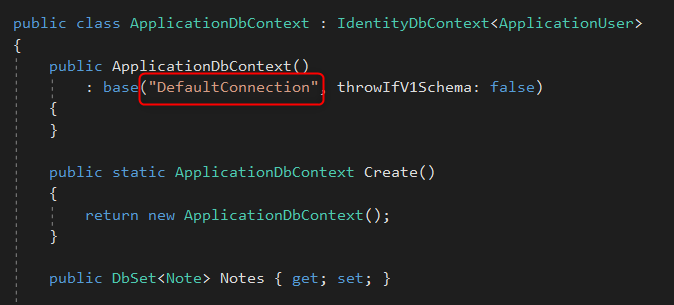 public class ApplicationDbContext : IdentityDbContext<ApplicationUser>
{
public ApplicationDbContext()
: base("DefaultConnection", throwIfV1Schema: false)
{
}
public static ApplicationDbContext Create()
{
return new ApplicationDbContext();
}
public DbSet<Note> Notes { get; set; }